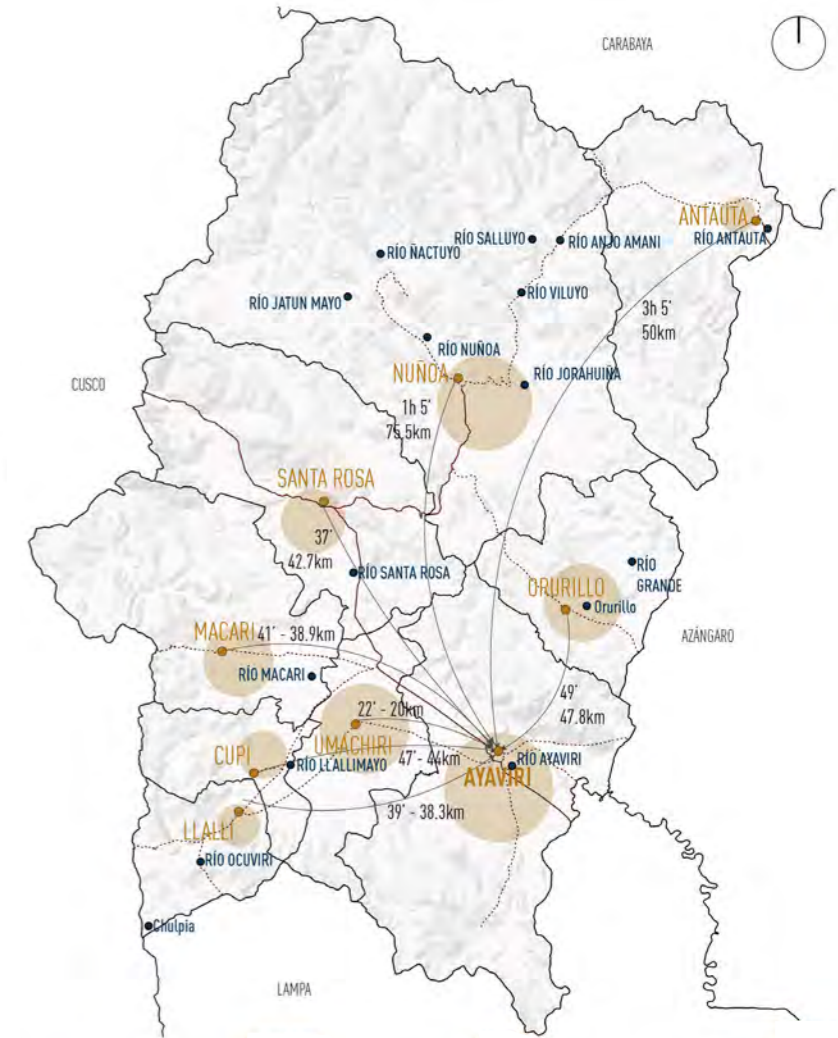 CARABAYA
ANTAUTA
RÍO ANTAUTA
RÍO SALLUYO
RÍO ANJO AMANI
RÍO ÑACTUYO
RÍO VILUYO
RÍO JATUN MAYO
3h 5'
50km
RÍO NUÑOA
NUÑOA
RÍO JORAHUIÑA
CUSCO
1h 5'
75.5km
SANTA ROSA
37'
42.7km
RÍO SANTA ROSA
RÍO
GRANDE
ORURILLO
Orurillo
MACARI
41' - 38.9km
AZÁNGARO
RÍO MACARI
49'
47.8km
22' - 20km
UMACHIRI
CUPI
47' - 44km
RÍO LLALLIMAYO
RÍO AYAVIRI
AYAVIRI
39' - 38.3km
LLALLI
RÍO OCUVIRI
Chulpia
LAMPA